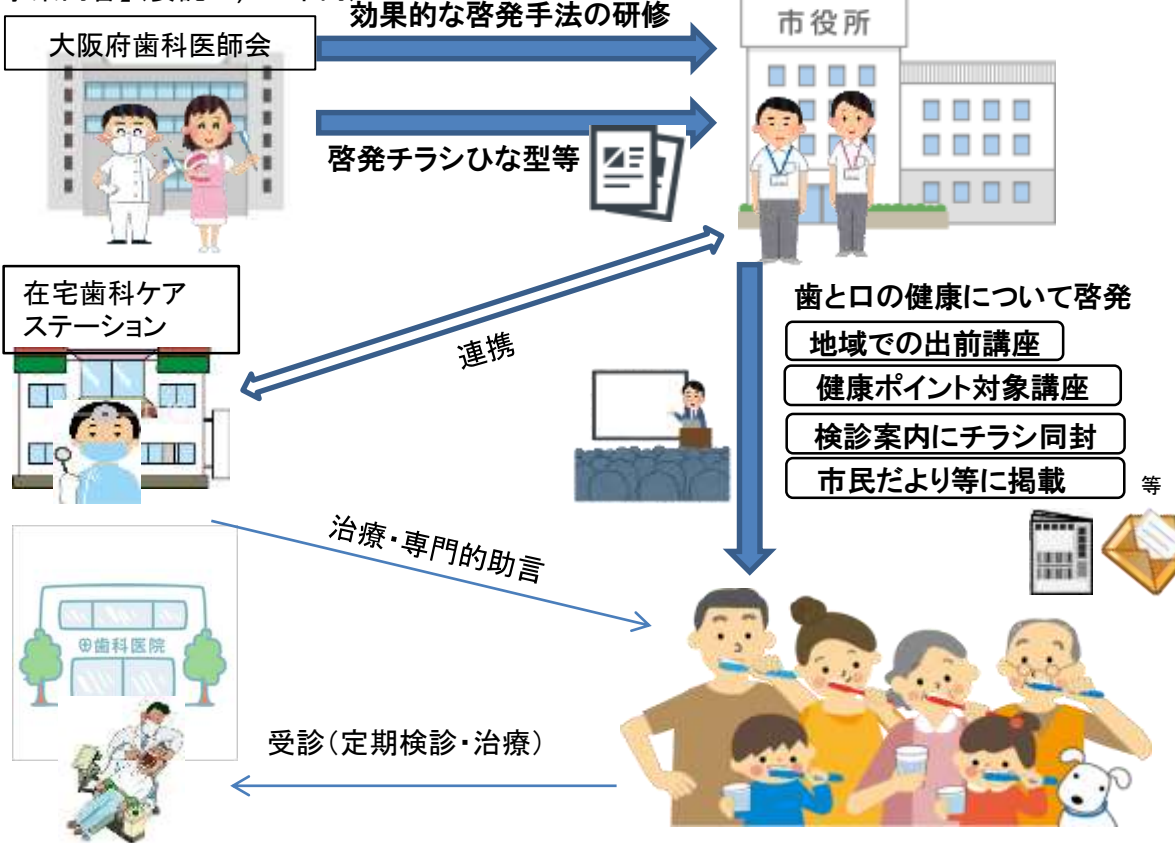 効果的な啓発手法の研修
大阪府歯科医師会
市役所
啓発チラシひな型等
在宅歯科ケア
ステーション
連携
歯と口の健康について啓発
地域での出前講座
健康ポイント対象講座
検診案内にチラシ同封
市民だより等に掲載
等
治療・専門的助言
田歯科医院
受診（定期検診・治療）